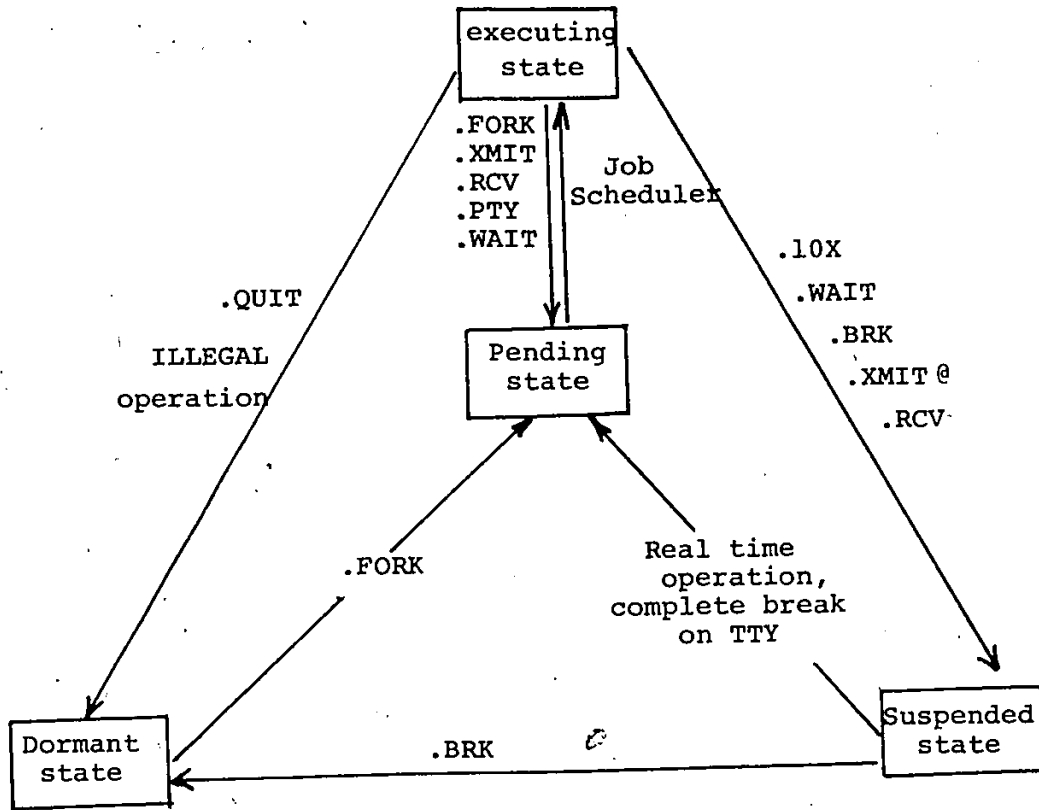 executing
state
.FORK
.XMIT
.RCV
.PTY
.WAIT
Job
Scheduler
.10X
.WAIT
.BRK
.XMIT @
.RCV
.QUIT
ILLEGAL
operation
Pending
state
.FORK
Real time
operation,
complete break
on TTY
Dormant
state
.BRK
Suspended
state